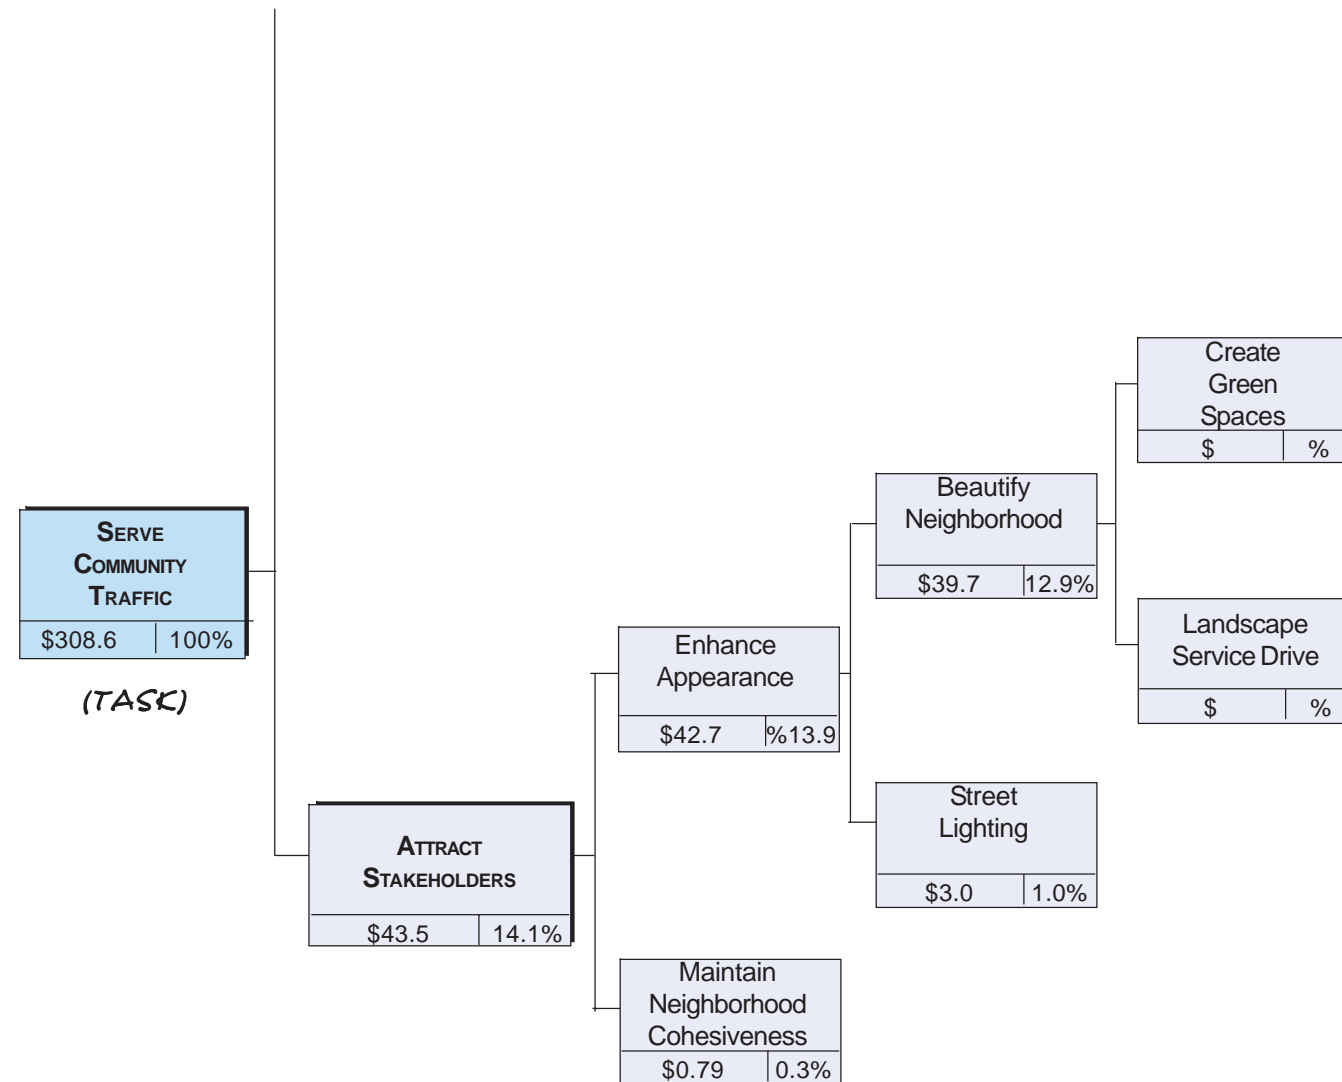 SERVE
COMMUNITY
TRAFFIC
$308.6 100%
(TASK)
ATTRACT
STAKEHOLDERS
$43.5 14.1%
Enhance
Appearance
$42.7 %13.9
Maintain
Neighborhood
Cohesiveness
$0.79 0.3%
Beautify
Neighborhood
$39.7 12.9%
Street
Lighting
$3.0 1.0%
Create
Green
Spaces
$ %
Landscape
Service Drive
$ %